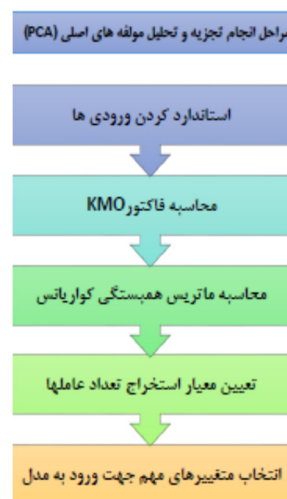 مراحل انجام تجزیه و تحلیل مولفه های اصلی (PCA)
استاندارد کردن ورودی ها
محاسبه فاکتورKMO
محاسبه ماتریس همبستگی کواریانس
تعیین معیار استخراج تعداد عاملها
انتخاب متغییرهای مهم جهت ورود به مدل